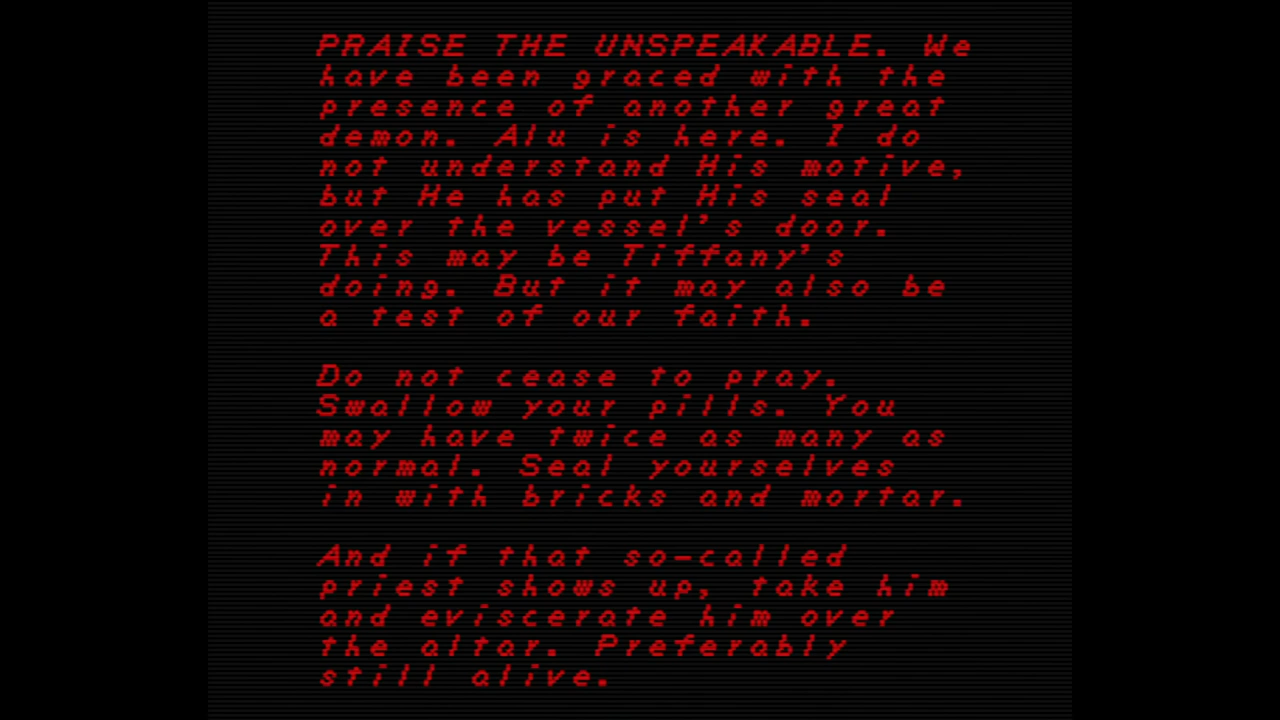 PRAISE THE UNSPEAKABLE. We
have been graced with the
presence of another great
demon. Alu is here. I do
not understand His motive,
but He has put His seal
over the vessel's door.
This may be Tiffany's
doing. But it may also be
a test of our faith.
Do not cease to pray.
Swallow your pills. You
may have twice as many as
normal. Seal yourselves
in with bricks and mortar.
And if that so-called
priest shows up, take him
and eviscerate him over
the altar. Preferably
still alive.